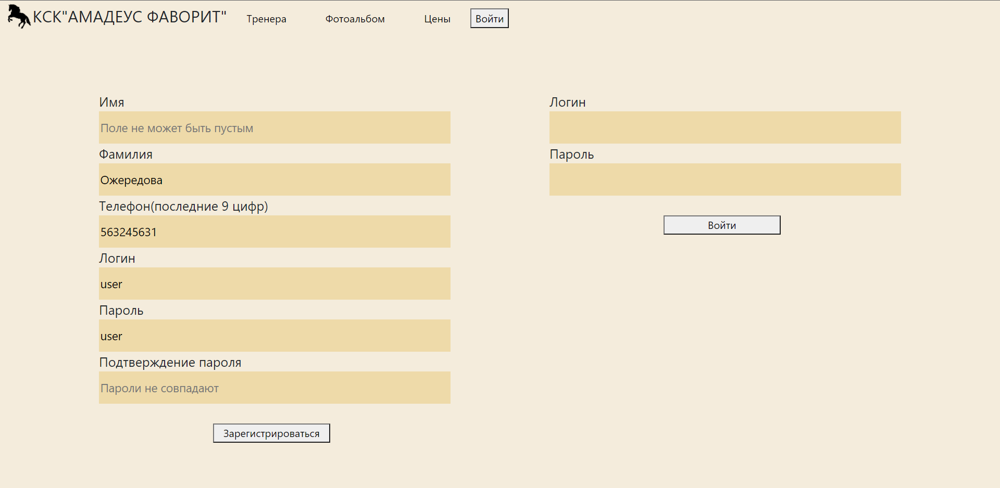 КСК"АМАДЕУС ФАВОРИТ"
Тренера
Фотоальбом
Цены
Войти
Имя
Поле не может быть пустым
Фамилия
Ожередова
Телефон(последние 9 цифр)
563245631
Логин
user
Пароль
user
Подтверждение пароля
Пароли не совпадают
Зарегистрироваться
Логин
Пароль
Войти